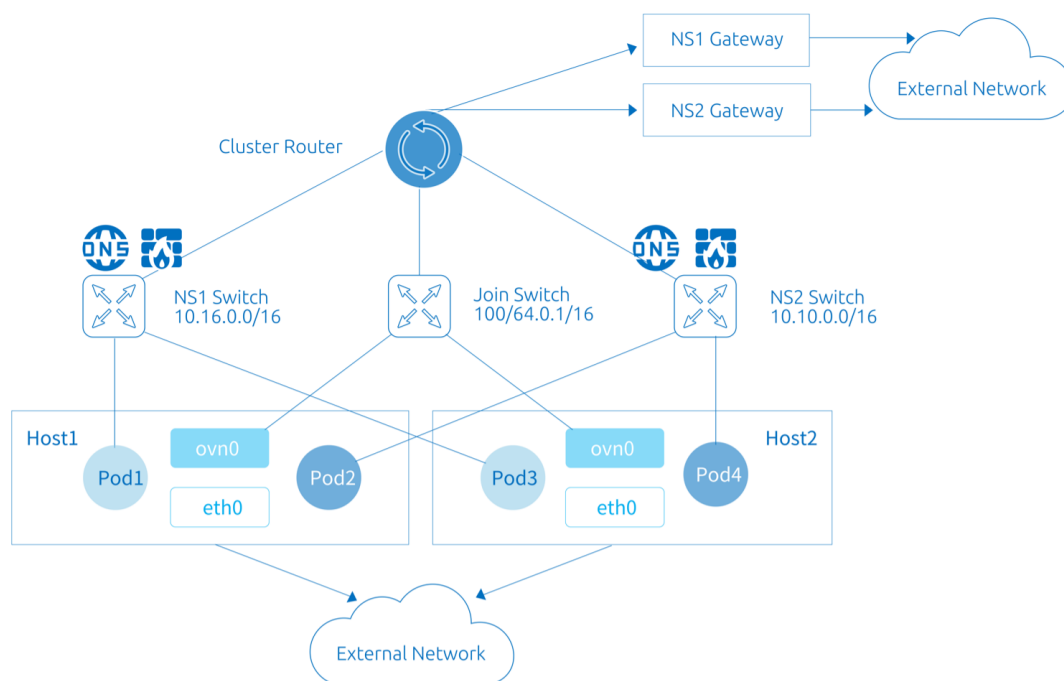 NS1 Gateway
External Network
NS2 Gateway
Cluster Router
DNS
DNS
NS1 Switch
10.16.0.0/16
Join Switch
100/64.0.1/16
NS2 Switch
10.10.0.0/16
Host1
ovn0
Pod1
Pod2
eth0
Host2
ovn0
Pod3
Pod4
eth0
External Network